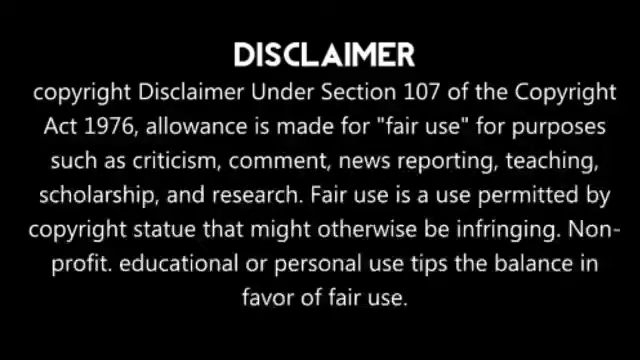 DISCLAIMER
copyright Disclaimer Under Section 107 of the Copyright
Act 1976, allowance is made for "fair use" for purposes
such as criticism, comment, news reporting, teaching,
scholarship, and research. Fair use is a use permitted by
copyright statue that might otherwise be infringing. Non-
profit. educational or personal use tips the balance in
favor of fair use.